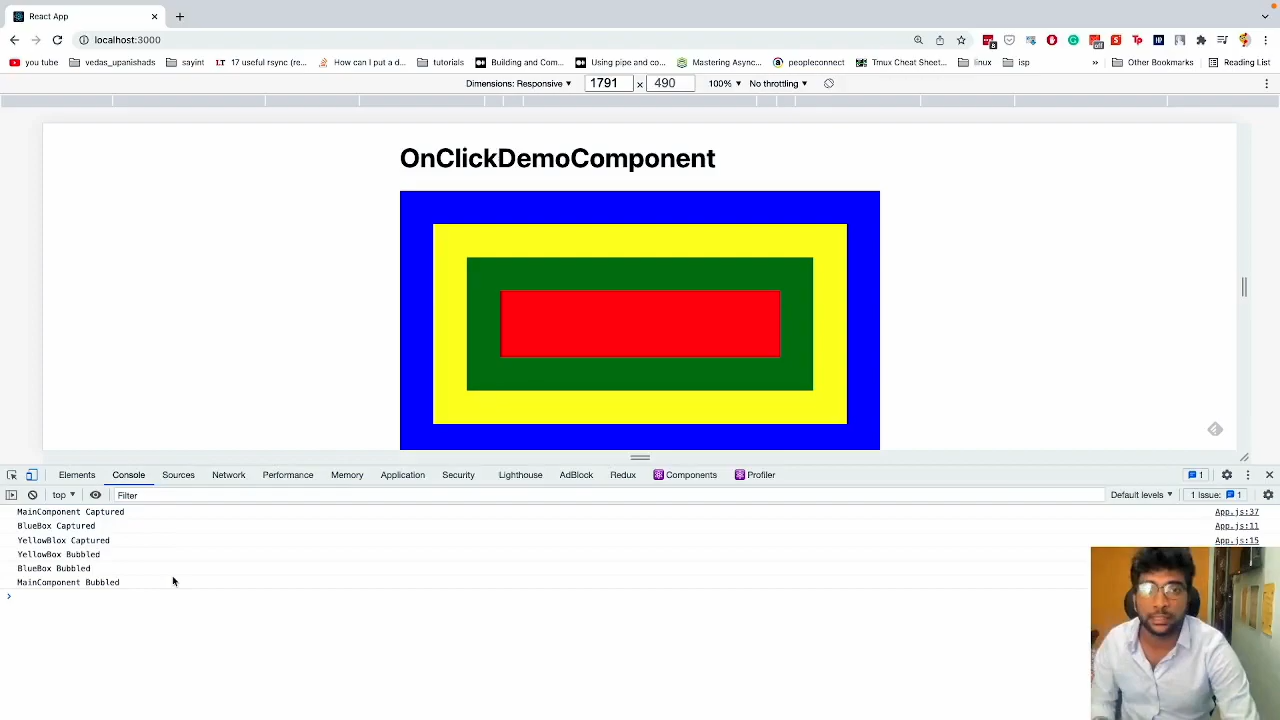 React App
localhost:3000
you tube vedas_upanishads sayint 17 useful rsync (re... How can I put a d... tutorials Building and Com... Using pipe and co... Mastering Async... peopleconnect Tmux Cheat Sheet... linux isp » Other Bookmarks Reading List
Dimensions: Responsive 1791 x 490 100% No throttling
OnClickDemoComponent
Elements Console Sources Network Performance Memory Application Security Lighthouse AdBlock Redux Components Profiler 1
top Filter Default levels 1 Issue: 1
MainComponent Captured App.js:37
BlueBox Captured App.js:11
YellowBlox Captured App.js:15
YellowBox Bubbled
BlueBox Bubbled
MainComponent Bubbled